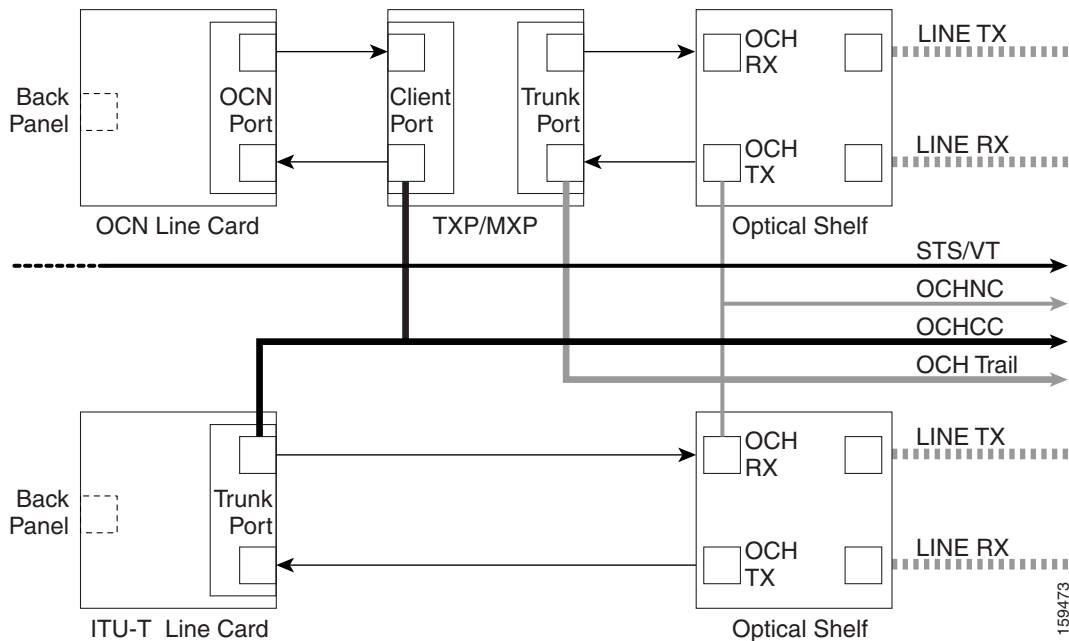 LINE TX
OCH
RX
Back
Panel
OCN
Port
Client
Port
Trunk
Port
OCH
TX
LINE RX
OCN Line Card
TXP/MXP
Optical Shelf
STS/VT
OCHNC
OCHCC
OCH Trail
LINE TX
OCH
RX
Back
Panel
Trunk
Port
OCH
TX
LINE RX
ITU-T Line Card
Optical Shelf
159473